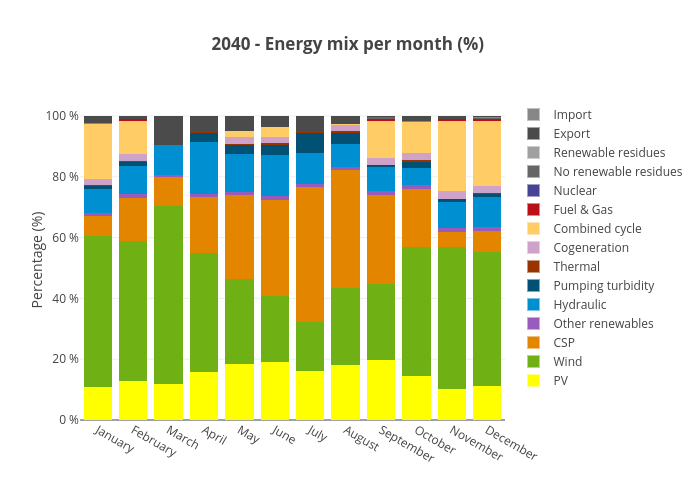 2040 - Energy mix per month (%)
Percentage (%)
100 %
80 %
60 %
40 %
20 %
0 %
January
February
March
April
May
June
July
August
September
October
November
December
Import
Export
Renewable residues
No renewable residues
Nuclear
Fuel & Gas
Combined cycle
Cogeneration
Thermal
Pumping turbidity
Hydraulic
Other renewables
CSP
Wind
PV